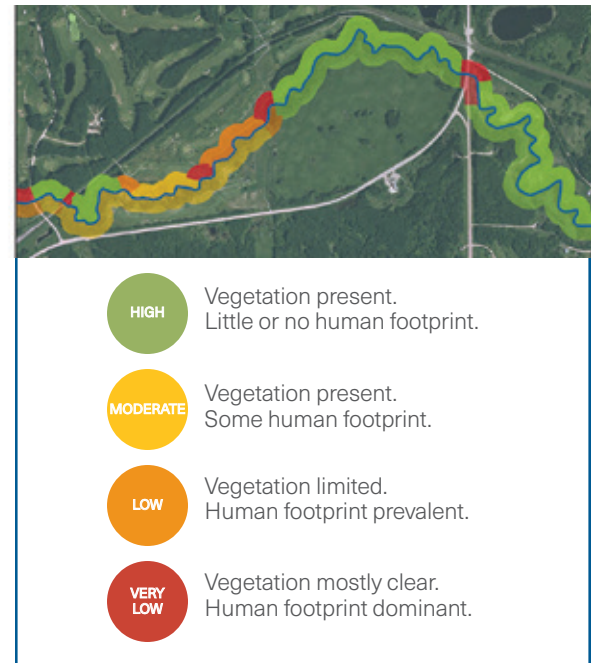 HIGH
Vegetation present.
Little or no human footprint.
MODERATE
Vegetation present.
Some human footprint.
LOW
Vegetation limited.
Human footprint prevalent.
VERY
LOW
Vegetation mostly clear.
Human footprint dominant.